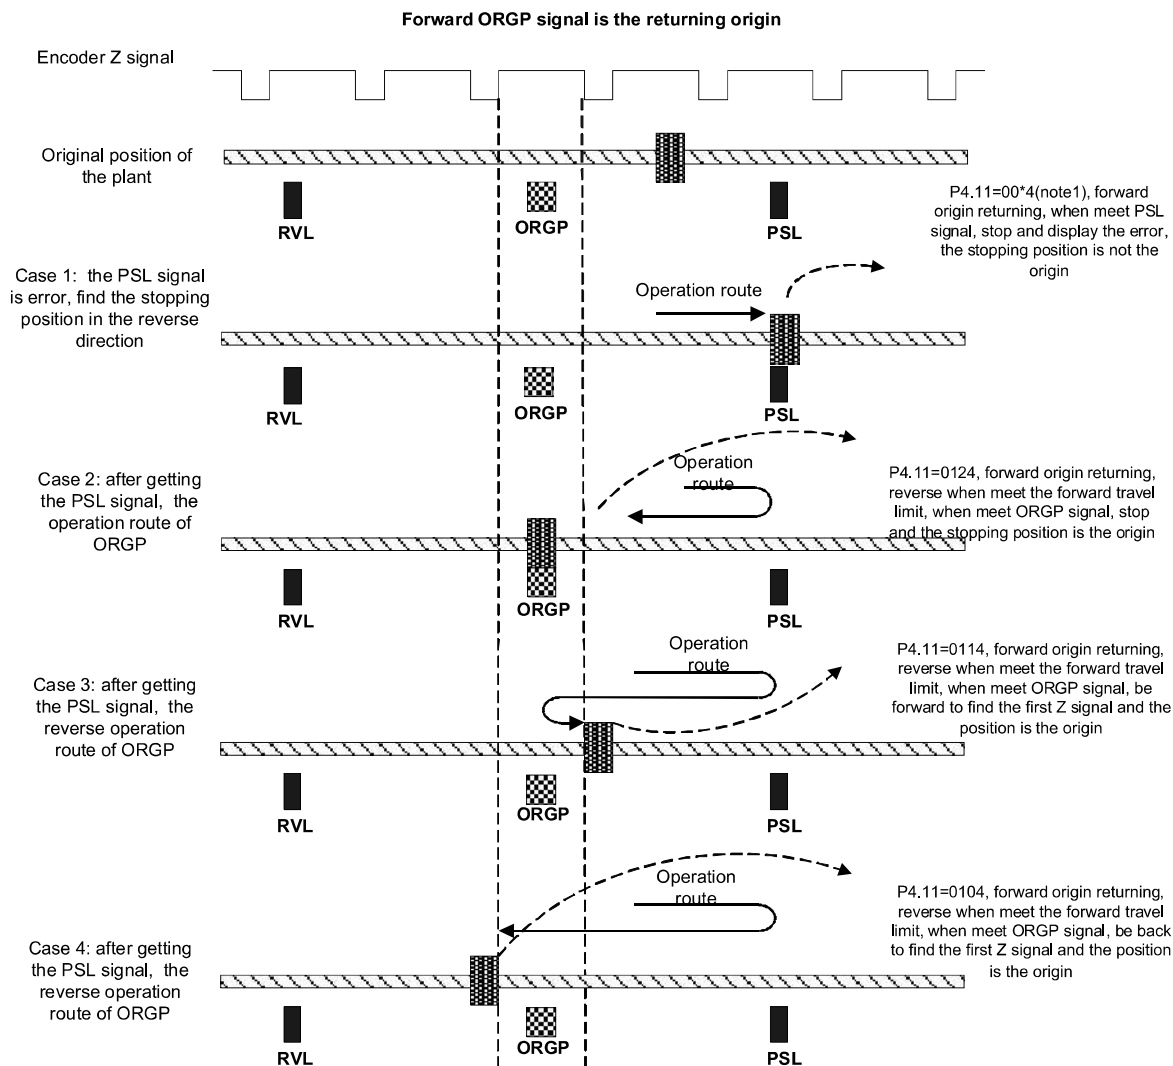 Forward ORGP signal is the returning origin
Encoder Z signal
Original position of
the plant
RVL
ORGP
PSL
P4.11=00*4(note1), forward
origin returning, when meet PSL
signal, stop and display the error,
the stopping position is not the
origin
Case 1: the PSL signal
is error, find the stopping
position in the reverse
direction
Operation route
RVL
ORGP
PSL
Case 2: after getting
the PSL signal, the
operation route of
ORGP
Operation
route
P4.11=0124, forward origin returning,
reverse when meet the forward travel
limit, when meet ORGP signal, stop
and the stopping position is the origin
RVL
ORGP
PSL
Case 3: after getting
the PSL signal, the
reverse operation
route of ORGP
Operation
route
P4.11=0114, forward origin returning,
reverse when meet the forward travel
limit, when meet ORGP signal, be
forward to find the first Z signal and the
position is the origin
RVL
ORGP
PSL
Case 4: after getting
the PSL signal, the
reverse operation
route of ORGP
Operation
route
P4.11=0104, forward origin returning,
reverse when meet the forward travel
limit, when meet ORGP signal, be back
to find the first Z signal and the position
is the origin
RVL
ORGP
PSL